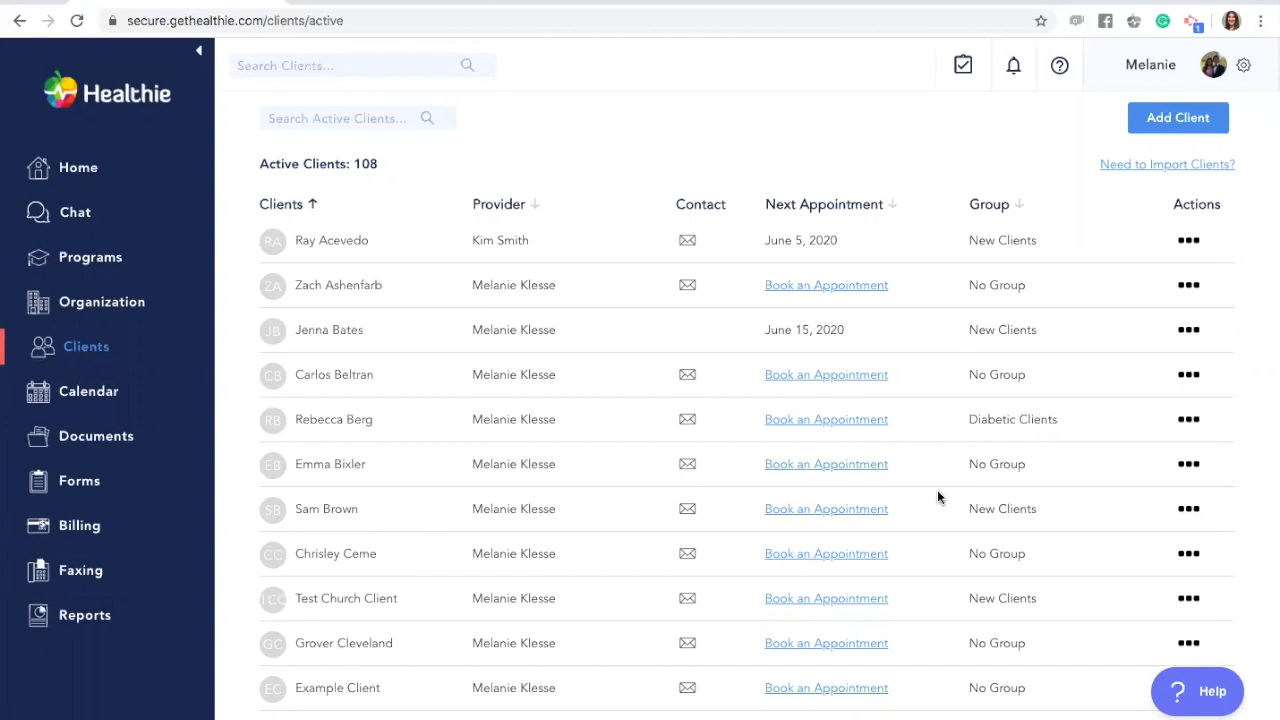 secure.gethealthie.com/clients/active
1
Healthie
Search Clients...
Melanie
Home
Chat
Programs
Organization
Clients
Calendar
Documents
Forms
Billing
Faxing
Reports
Search Active Clients...
Add Client
Active Clients: 108
Need to Import Clients?
Clients ↑ Provider ↓ Contact Next Appointment ↓ Group ↓ Actions
RA Ray Acevedo Kim Smith June 5, 2020 New Clients
ZA Zach Ashenfarb Melanie Klesse Book an Appointment No Group
JB Jenna Bates Melanie Klesse June 15, 2020 New Clients
CB Carlos Beltran Melanie Klesse Book an Appointment No Group
RB Rebecca Berg Melanie Klesse Book an Appointment Diabetic Clients
EB Emma Bixler Melanie Klesse Book an Appointment No Group
SB Sam Brown Melanie Klesse Book an Appointment New Clients
CC Chrisley Ceme Melanie Klesse Book an Appointment No Group
TCC Test Church Client Melanie Klesse Book an Appointment New Clients
GC Grover Cleveland Melanie Klesse Book an Appointment No Group
EC Example Client Melanie Klesse Book an Appointment No Group
? Help